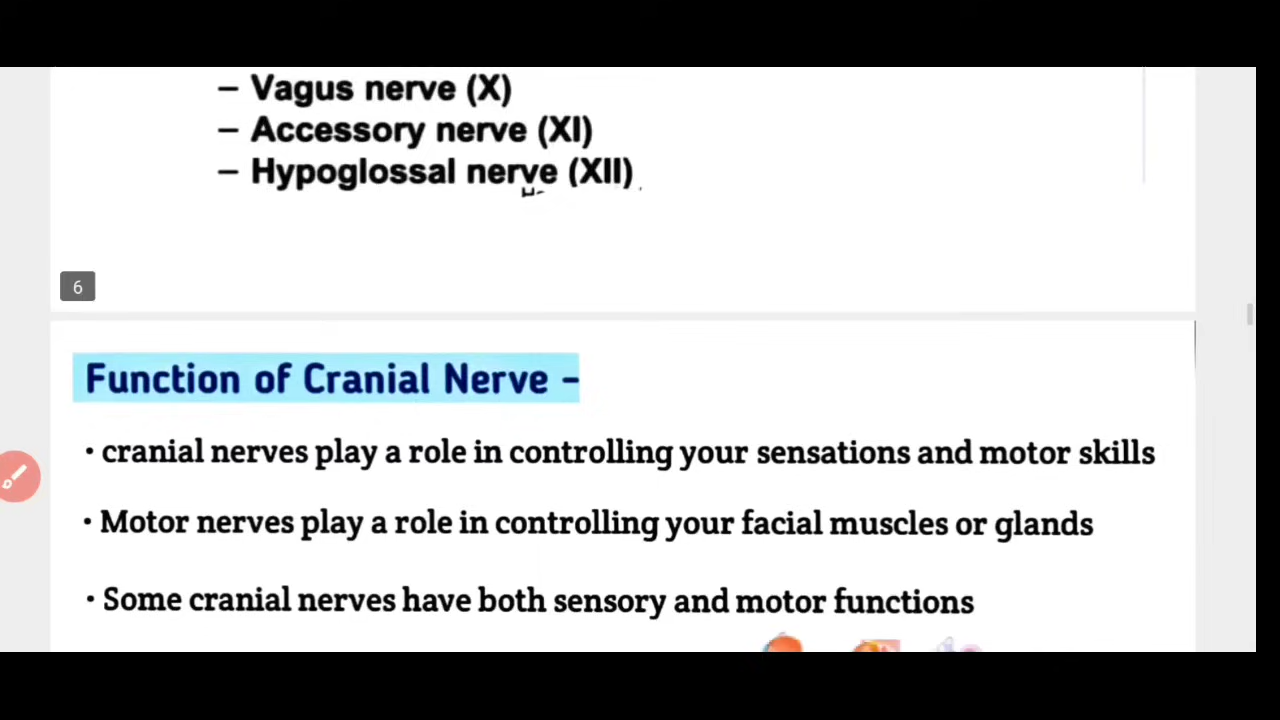 – Vagus nerve (X)
– Accessory nerve (XI)
– Hypoglossal nerve (XII)
6
Function of Cranial Nerve –
· cranial nerves play a role in controlling your sensations and motor skills
· Motor nerves play a role in controlling your facial muscles or glands
· Some cranial nerves have both sensory and motor functions